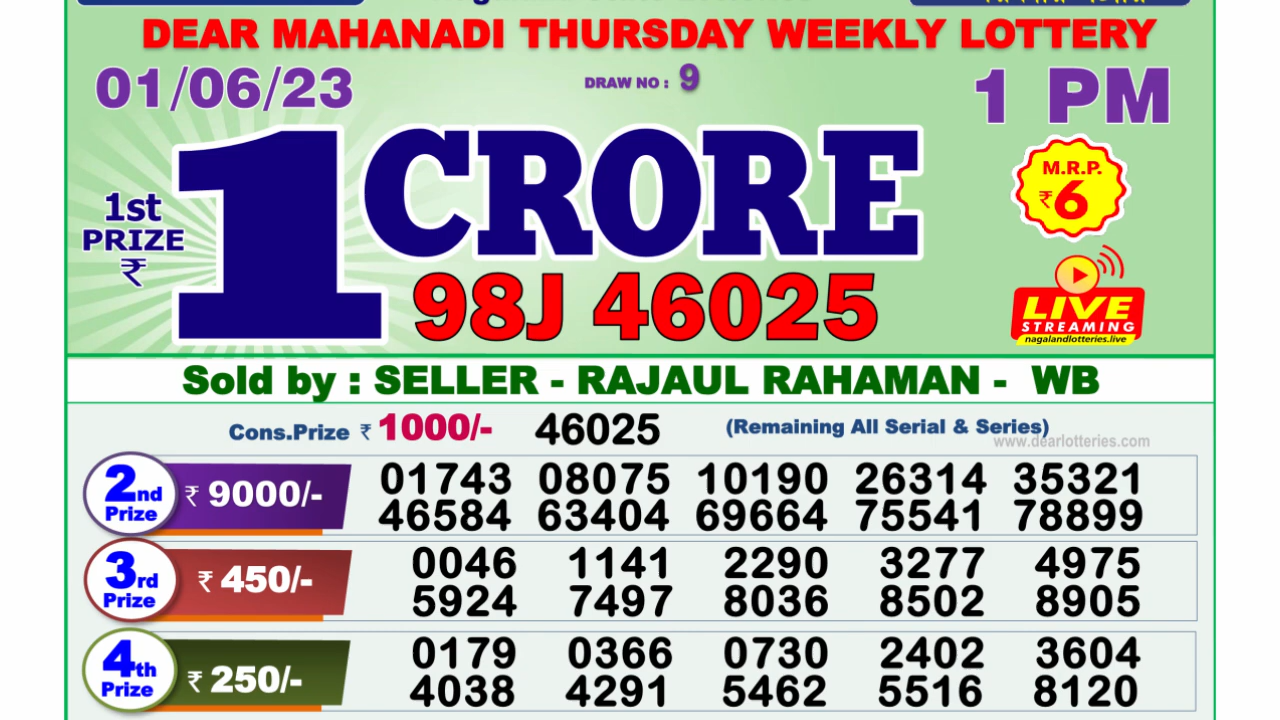 DEAR MAHANADI THURSDAY WEEKLY LOTTERY
01/06/23
DRAW NO : 9
1 PM
1st
PRIZE
₹
1 CRORE
98J 46025
M.R.P.
₹6
LIVE
STREAMING
nagalandlotteries.live
Sold by : SELLER - RAJAUL RAHAMAN - WB
Cons.Prize ₹ 1000/- 46025 (Remaining All Serial & Series)
www.dearlotteries.com
2nd Prize ₹ 9000/-
01743 08075 10190 26314 35321
46584 63404 69664 75541 78899
3rd Prize ₹ 450/-
0046 1141 2290 3277 4975
5924 7497 8036 8502 8905
4th Prize ₹ 250/-
0179 0366 0730 2402 3604
4038 4291 5462 5516 8120